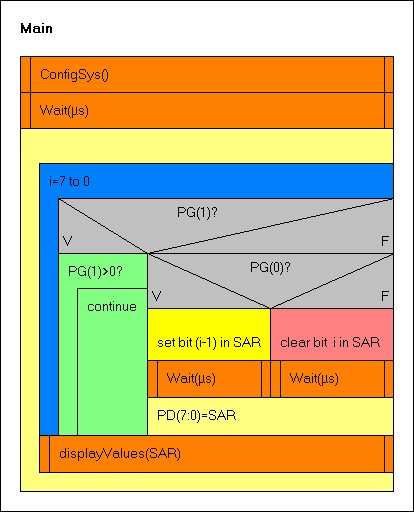 Main
ConfigSys()
Wait(µs)
i=7 to 0
PG(1)?
V
F
PG(1)>0?
PG(0)?
continue
V
F
set bit (i-1) in SAR
clear bit i in SAR
Wait(µs)
Wait(µs)
PD(7:0)=SAR
displayValues(SAR)